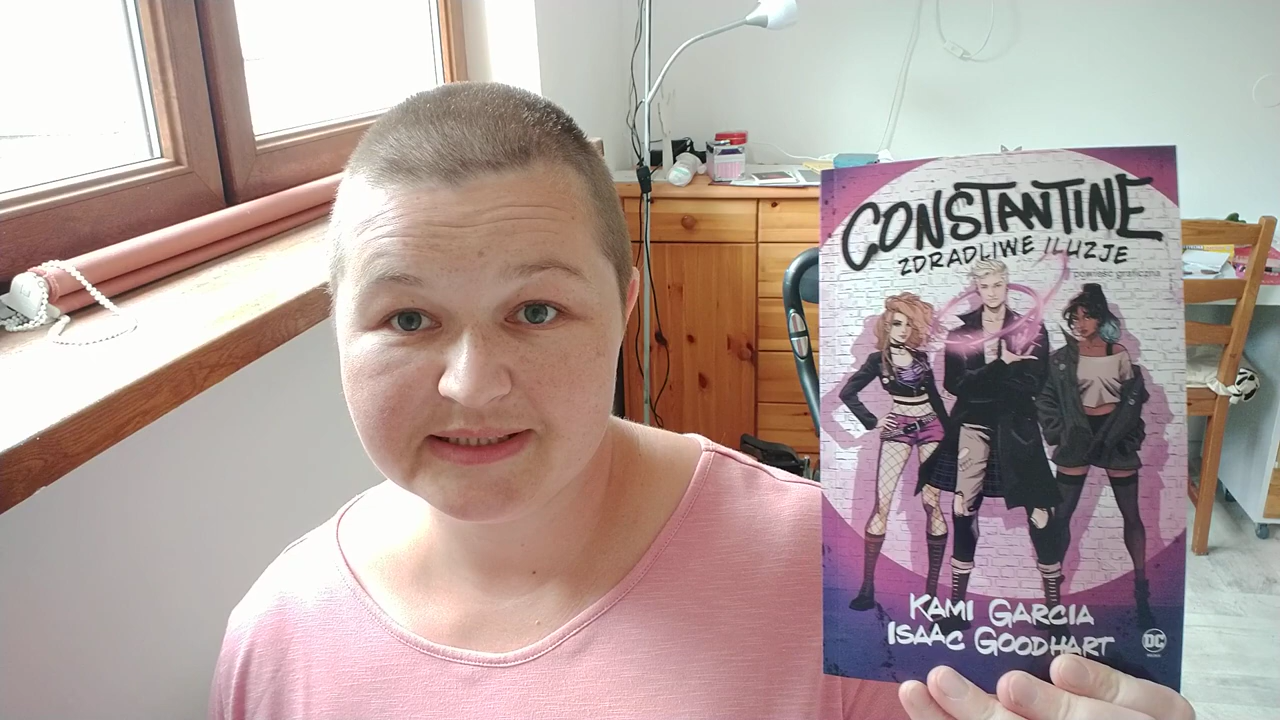 CONSTANTINE
ZDRADLIWE ILUZJE
powieść graficzna
KAMI GARCIA
ISAAC GOODHART
DC